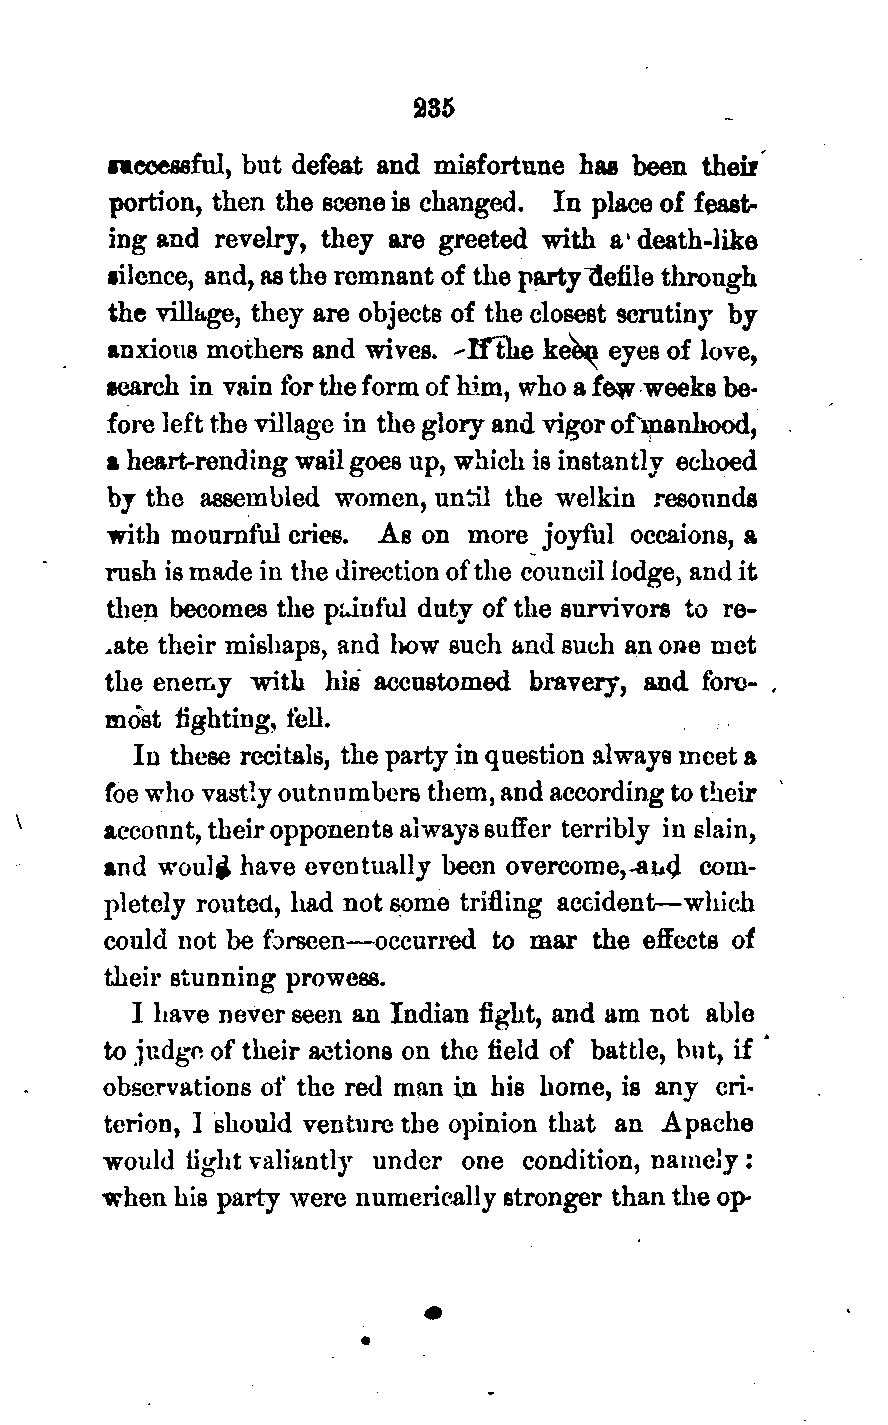 235
successful, but defeat and misfortune has been their
portion, then the scene is changed. In place of feast-
ing and revelry, they are greeted with a death-like
silence, and, as the remnant of the party defile through
the village, they are objects of the closest scrutiny by
anxious mothers and wives. If the keen eyes of love,
search in vain for the form of him, who a few weeks be-
fore left the village in the glory and vigor of manhood,
a heart-rending wail goes up, which is instantly echoed
by the assembled women, until the welkin resounds
with mournful cries. As on more joyful occaions, a
rush is made in the direction of the council lodge, and it
then becomes the painful duty of the survivors to re-
late their mishaps, and how such and such an one met
the enemy with his accustomed bravery, and fore-
most fighting, fell.
In these recitals, the party in question always meet a
foe who vastly outnumbers them, and according to their
account, their opponents always suffer terribly in slain,
and would have eventually been overcome, and com-
pletely routed, had not some trifling accident—which
could not be forseen—occurred to mar the effects of
their stunning prowess.
I have never seen an Indian fight, and am not able
to judge of their actions on the field of battle, but, if
observations of the red man in his home, is any cri-
terion, I should venture the opinion that an Apache
would fight valiantly under one condition, namely:
when his party were numerically stronger than the op-